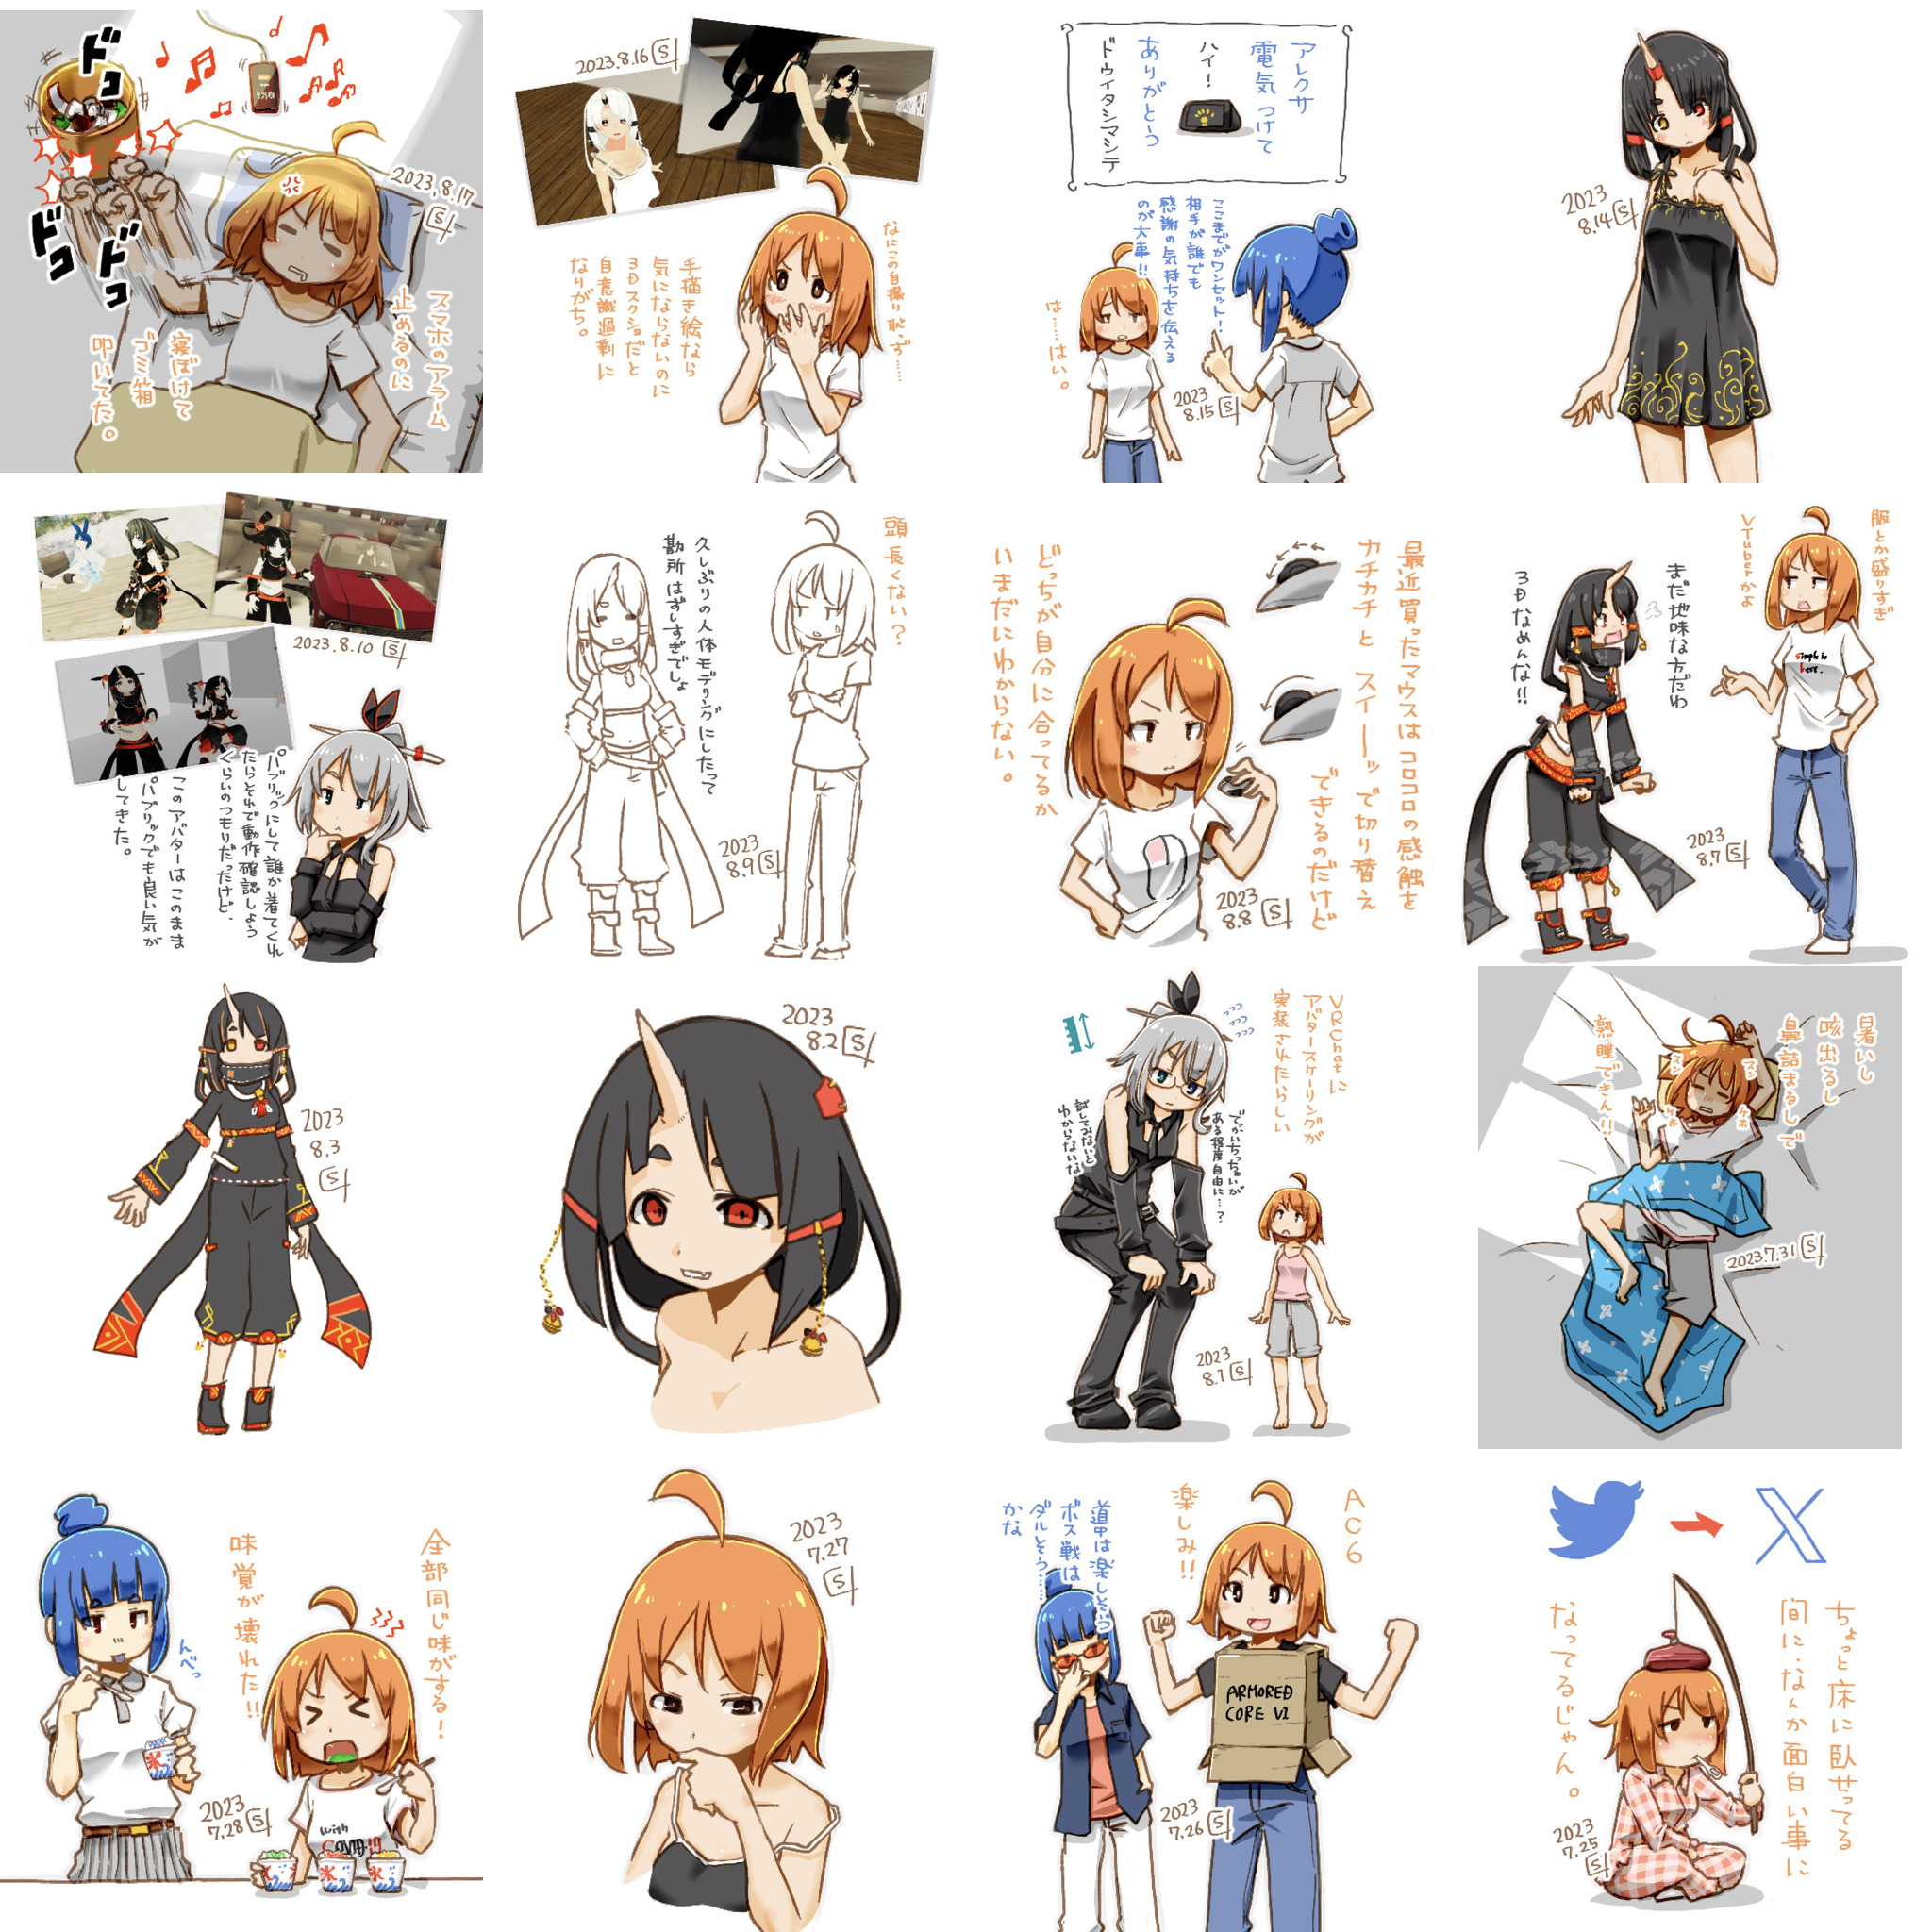 ドコ
ドコ
ドコ
2023.8.17
スマホのアラーム
止めるのに
寝ぼけて
ゴミ箱
叩いてた。
2023.8.16
なにこの自撮り恥っず……
手描き絵なら
気にならないのに
3Dスクショだと
自意識過剰に
なりがち。
アレクサ
電気つけて
ハイ!
ありがとーっ
ドウイタシマシテ
ここまでがワンセット!
相手が誰でも
感謝の気持ちを伝える
のが大事!!
は……はい。
2023
8.15
2023
8.14
2023.8.10
パブリックにして誰か着てくれ
たらそれで動作確認しよう
くらいのつもりだったけど、
このアバターはこのまま
パブリックでも良い気が
してきた。
頭長くない?
久しぶりの人体モデリングにしたって
勘所はずしすぎでしょ
2023
8.9
最近買ったマウスはコロコロの感触を
カチカチと スイーッで切り替え
できるのだけど
どっちが自分に合ってるか
いまだにわからない。
2023
8.8
服とか盛りすぎ
VTuberかよ
まだ地味な方だわ
3Dなめんな!!
simple is
best.
2023
8.7
2023
8.3
2023
8.2
VRChatに
アバタースケーリングが
実装されたらしい
でっかいちっちゃいが
ある程度自由に…?
試してみないと
わからないな
2023
8.1
暑いし
咳出るし
鼻詰まるしで
熟睡できん!!
ケホ
ケホ
2023.7.31
全部同じ味がする!
味覚が壊れた!!
んべっ
氷
氷
氷
氷
with
COVID-19
2023
7.28
2023
7.27
AC6
楽しみ!!
道中は楽しそうっ
ボス戦は
ダルそう……
かな
ARMORED
CORE VI
2023
7.26
X
ちょっと床に臥せってる
間になんか面白い事に
なってるじゃん。
2023
7.25